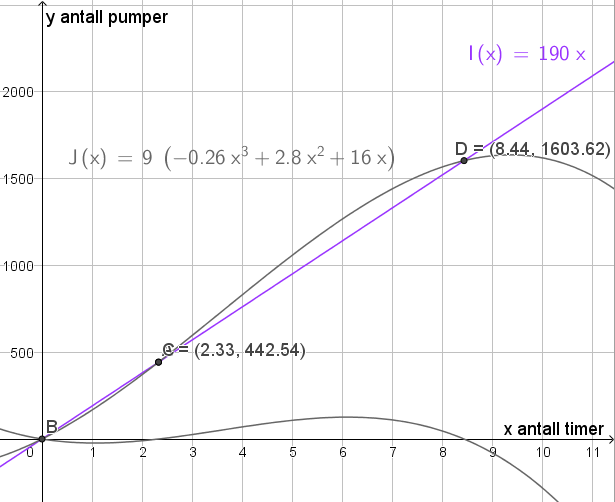 y antall pumper
I(x) = 190 x
2000
J(x) = 9 (−0.26 x³ + 2.8 x² + 16 x)
D = (8.44, 1603.62)
1500
1000
500
C = (2.33, 442.54)
B
x antall timer
0 1 2 3 4 5 6 7 8 9 10 11